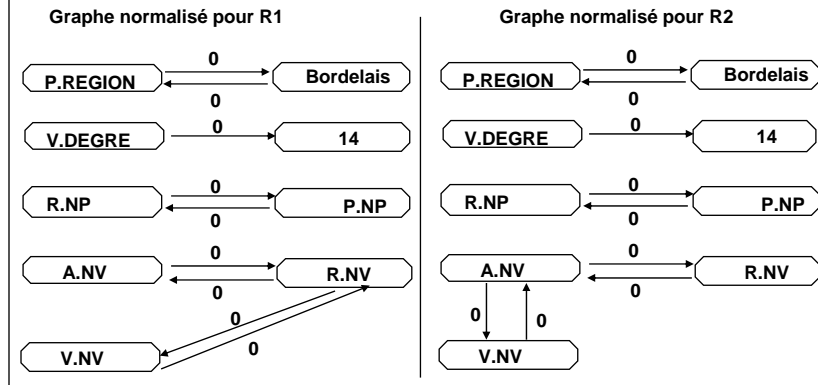 Graphe normalisé pour R1
0
P.REGION
Bordelais
0
V.DEGRE
0
14
R.NP
0
P.NP
0
A.NV
0
R.NV
0
0
V.NV
0
Graphe normalisé pour R2
0
P.REGION
Bordelais
0
V.DEGRE
0
14
R.NP
0
P.NP
0
A.NV
0
R.NV
0
0
0
V.NV